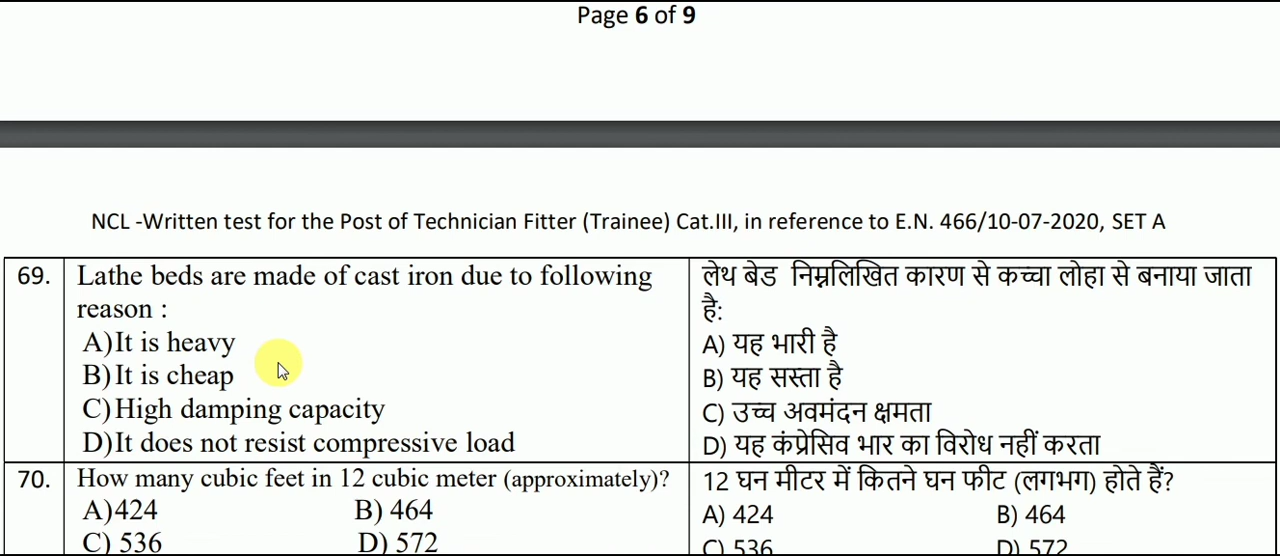 Page 6 of 9
NCL -Written test for the Post of Technician Fitter (Trainee) Cat.III, in reference to E.N. 466/10-07-2020, SET A
69.
Lathe beds are made of cast iron due to following
reason :
A)It is heavy
B)It is cheap
C)High damping capacity
D)It does not resist compressive load
लेथ बेड निम्नलिखित कारण से कच्चा लोहा से बनाया जाता
है:
A) यह भारी है
B) यह सस्ता है
C) उच्च अवमंदन क्षमता
D) यह कंप्रेसिव भार का विरोध नहीं करता
70.
How many cubic feet in 12 cubic meter (approximately)?
A)424 B) 464
C) 536 D) 572
12 घन मीटर में कितने घन फीट (लगभग) होते हैं?
A) 424 B) 464
C) 536 D) 572